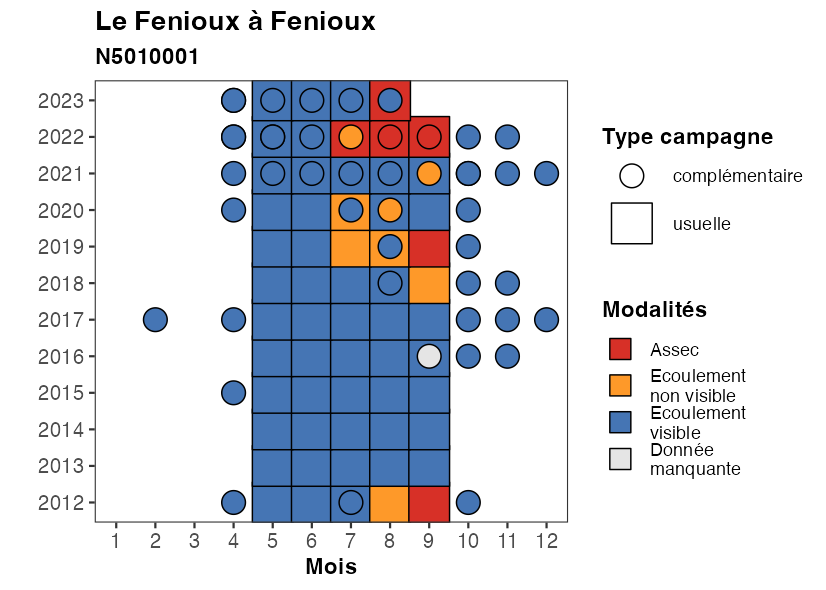 Le Fenioux à Fenioux
N5010001
2023
2022
2021
2020
2019
2018
2017
2016
2015
2014
2013
2012
1 2 3 4 5 6 7 8 9 10 11 12
Mois
Type campagne
complémentaire
usuelle
Modalités
Assec
Ecoulement
non visible
Ecoulement
visible
Donnée
manquante